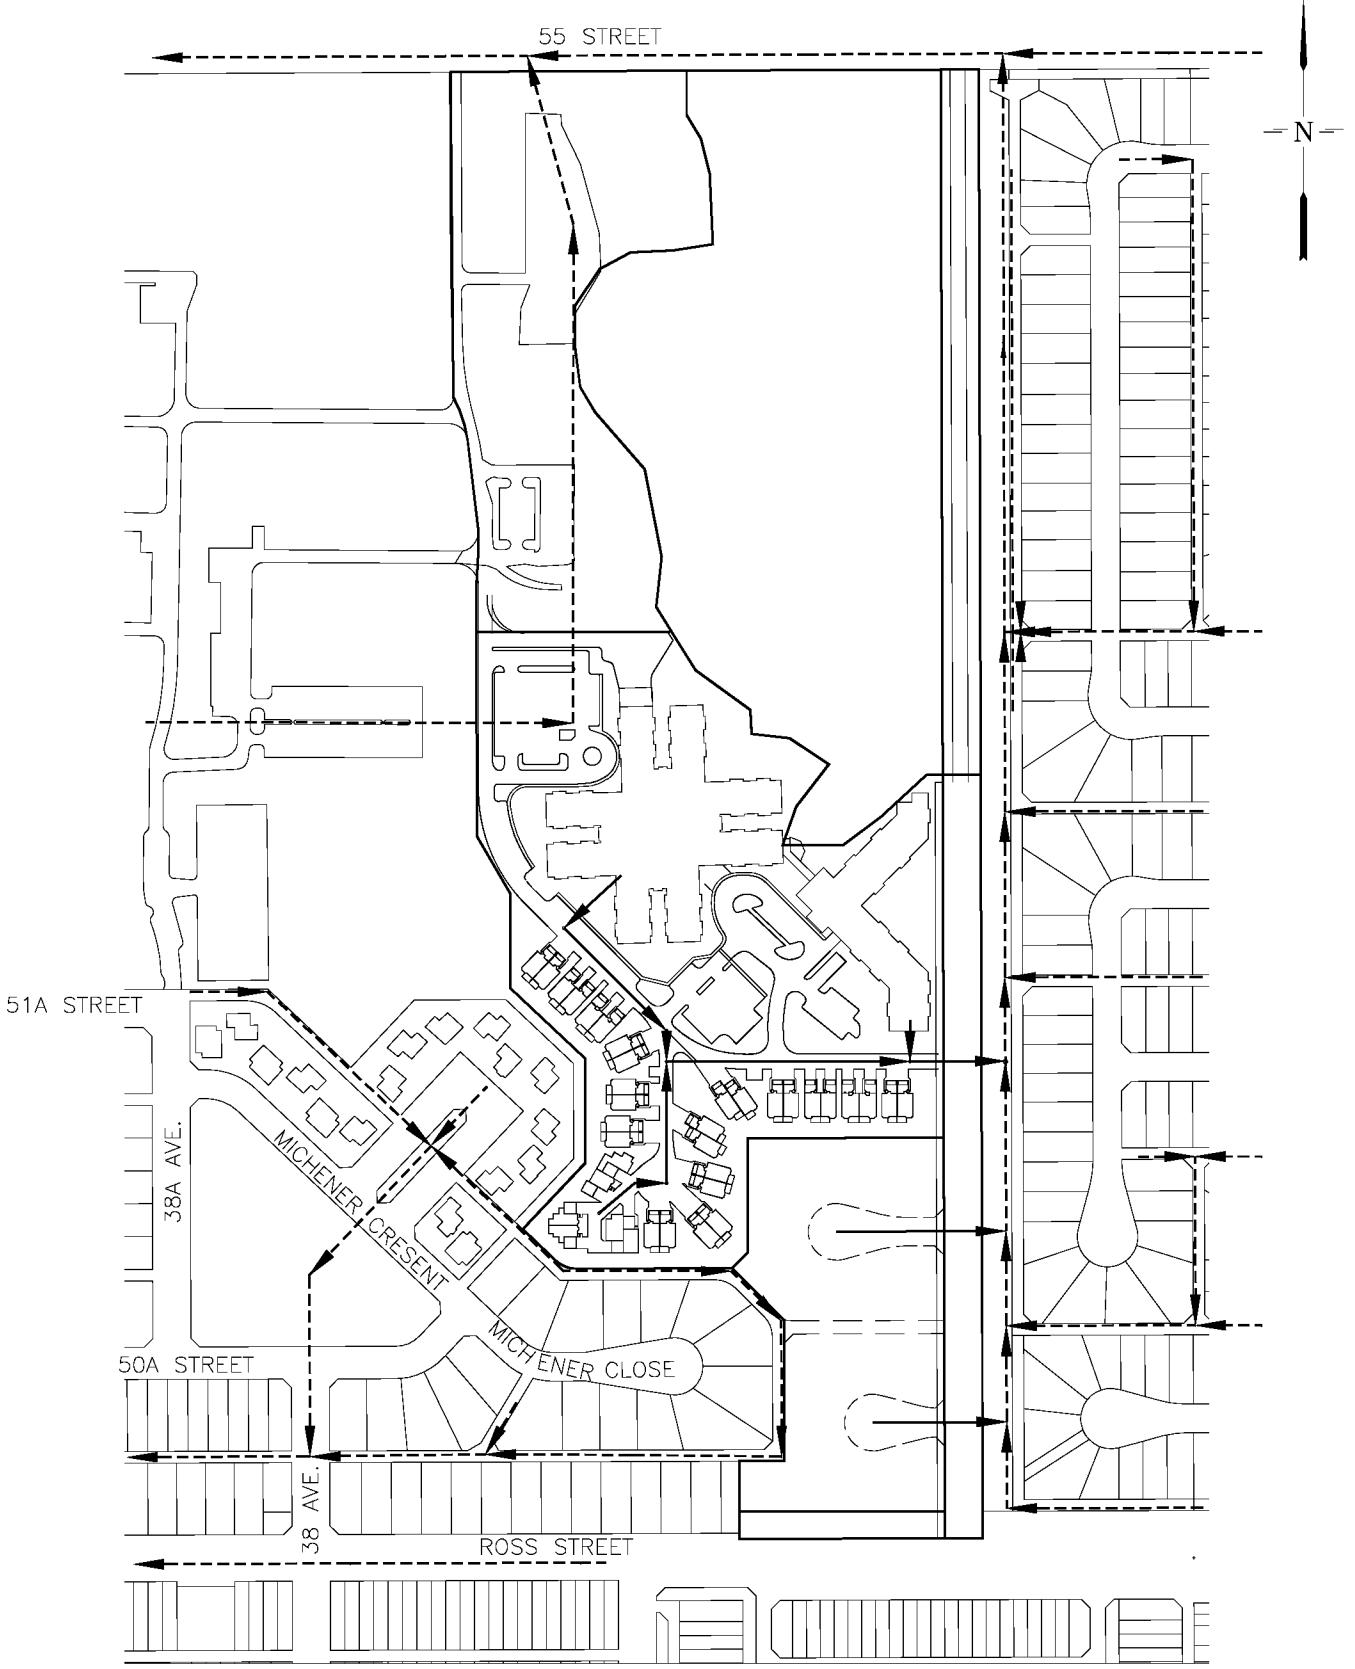 55 STREET
N
51A STREET
38A AVE.
MICHENER CRESENT
MICHENER CLOSE
50A STREET
38 AVE.
ROSS STREET